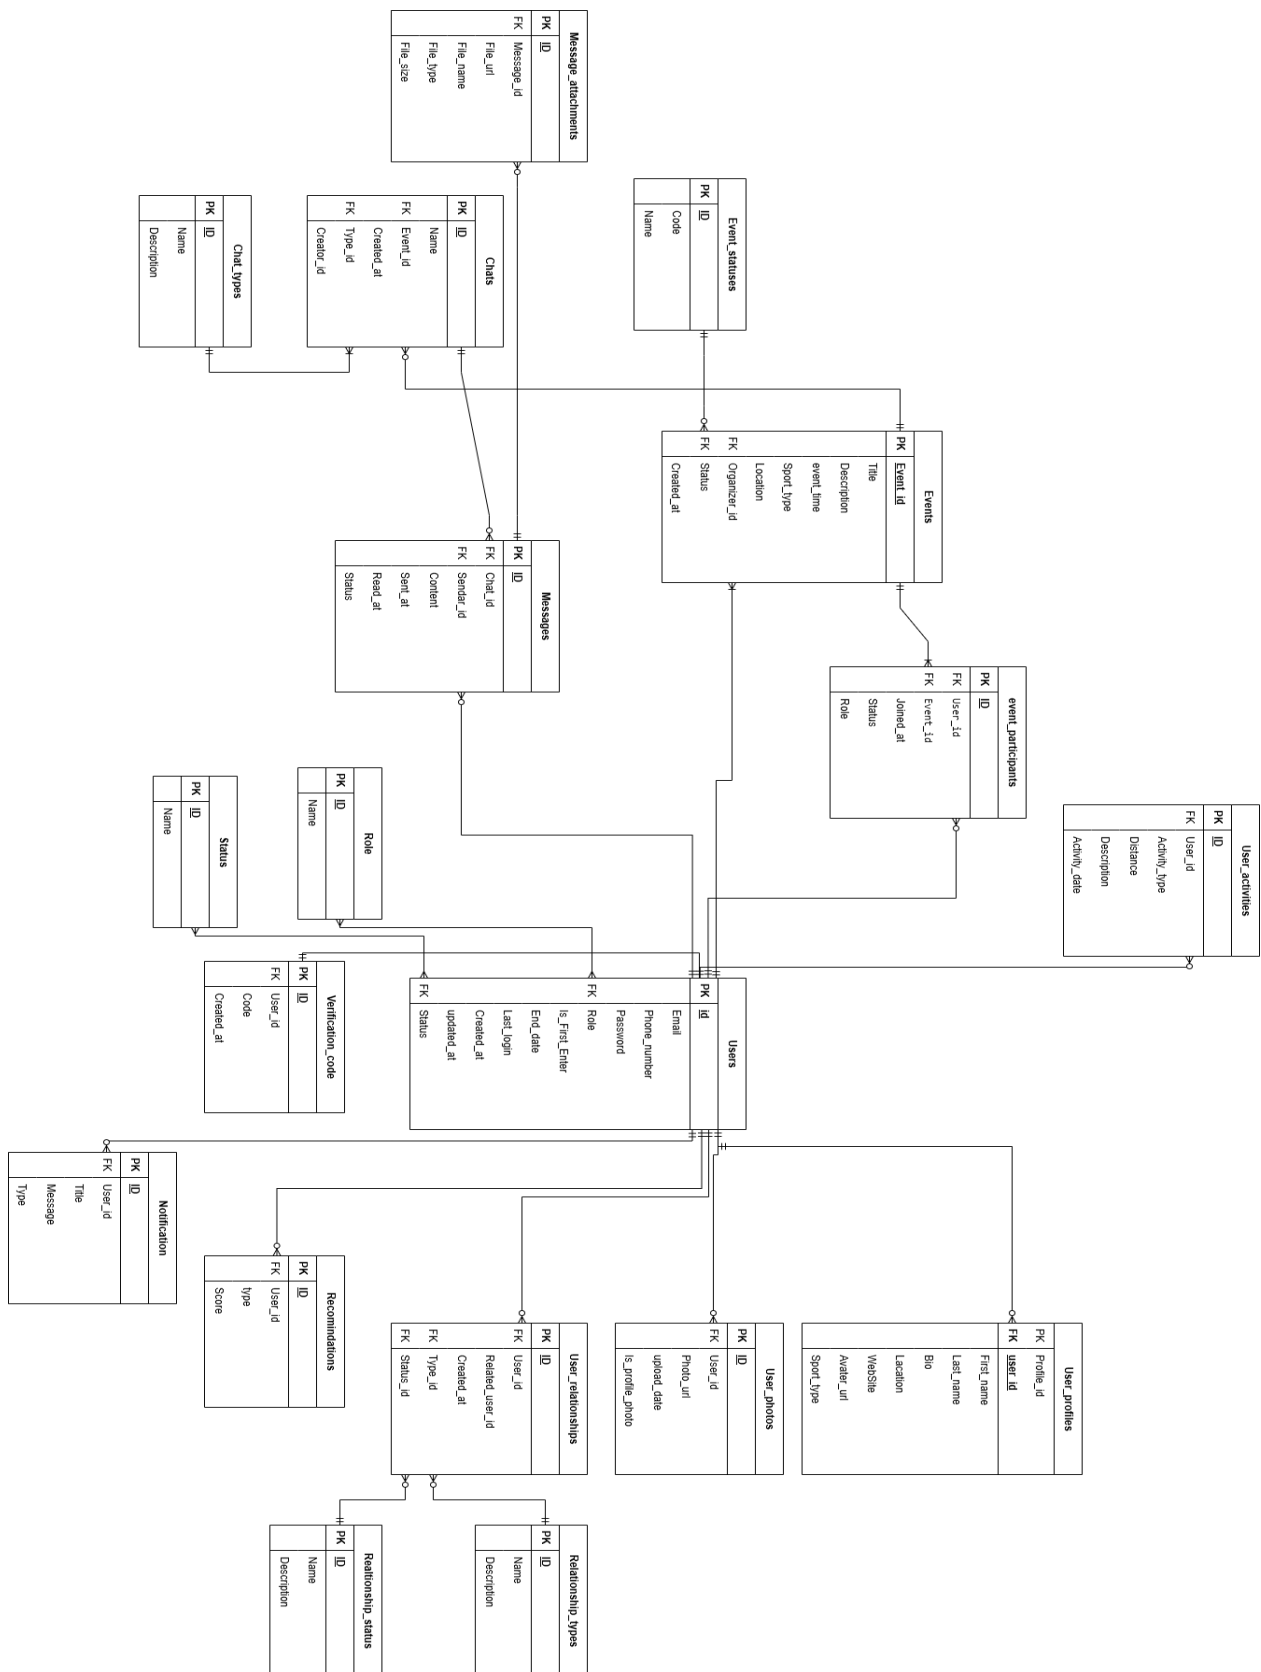 Message_attachments
PK ID
FK Message_id
File_url
File_name
File_type
File_size
Event_statuses
PK ID
Code
Name
Chats
PK ID
Name
FK Event_id
Created_at
FK Type_id
Creator_id
Chat_types
PK ID
Name
Description
Events
PK Event_id
Title
Description
event_time
Sport_type
Location
FK Organizer_id
FK Status
Created_at
Messages
PK ID
FK Chat_id
FK Sendar_id
Content
Sent_at
Read_at
Status
event_participants
PK ID
FK User_id
FK Event_id
Joined_at
Status
Role
User_activities
PK ID
FK User_id
Activity_type
Distance
Description
Activity_date
Role
PK ID
Name
Status
PK ID
Name
Users
PK id
Email
Phone_number
Password
FK Role
Is_First_Enter
End_date
Last_login
Created_at
updated_at
FK Status
Verification_code
PK ID
FK User_id
Code
Created_at
Notification
PK ID
FK User_id
Title
Message
Type
Recomindations
PK ID
FK User_id
type
Score
User_relationships
PK ID
FK User_id
Related_user_id
Created_at
FK Type_id
FK Status_id
User_photos
PK ID
FK User_id
Photo_url
upload_date
Is_profile_photo
User_profiles
PK Profile_id
FK user_id
First_name
Last_name
Bio
Lacation
WebSite
Avater_url
Sport_type
Relationship_types
PK ID
Name
Description
Realtionship_status
PK ID
Name
Description